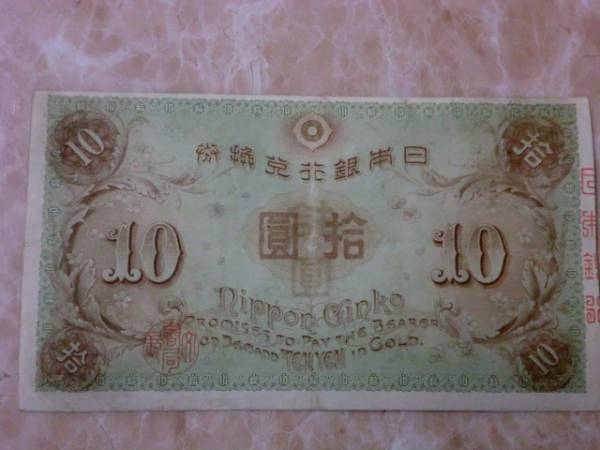 10
拾
日本銀行兌換券
10
拾圓
10
Nippon Ginko
PROMISES TO PAY THE BEARER
ON DEMAND TEN YEN IN GOLD.
拾
10